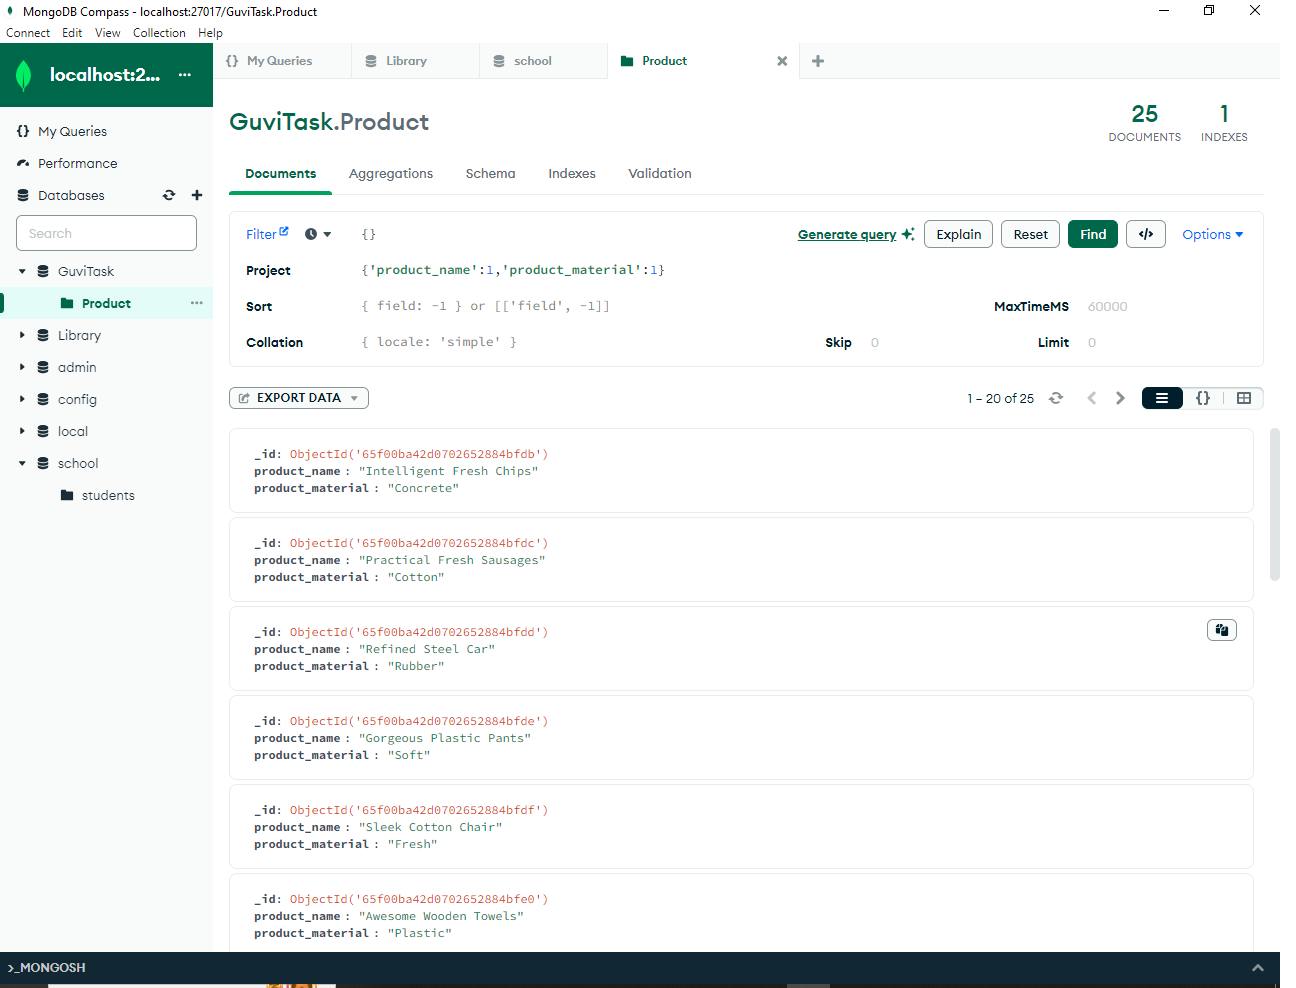 MongoDB Compass - localhost:27017/GuviTask.Product
Connect Edit View Collection Help
localhost:2... ...
My Queries
Performance
Databases
Search
GuviTask
Product ...
Library
admin
config
local
school
students
{} My Queries
Library
school
Product
GuviTask.Product
25
DOCUMENTS
1
INDEXES
Documents Aggregations Schema Indexes Validation
Filter {} Generate query Explain Reset Find </> Options
Project {'product_name':1,'product_material':1}
Sort { field: -1 } or [['field', -1]] MaxTimeMS 60000
Collation { locale: 'simple' } Skip 0 Limit 0
EXPORT DATA 1 – 20 of 25 {}
_id: ObjectId('65f00ba42d0702652884bfdb')
product_name : "Intelligent Fresh Chips"
product_material : "Concrete"
_id: ObjectId('65f00ba42d0702652884bfdc')
product_name : "Practical Fresh Sausages"
product_material : "Cotton"
_id: ObjectId('65f00ba42d0702652884bfdd')
product_name : "Refined Steel Car"
product_material : "Rubber"
_id: ObjectId('65f00ba42d0702652884bfde')
product_name : "Gorgeous Plastic Pants"
product_material : "Soft"
_id: ObjectId('65f00ba42d0702652884bfdf')
product_name : "Sleek Cotton Chair"
product_material : "Fresh"
_id: ObjectId('65f00ba42d0702652884bfe0')
product_name : "Awesome Wooden Towels"
product_material : "Plastic"
>_MONGOSH